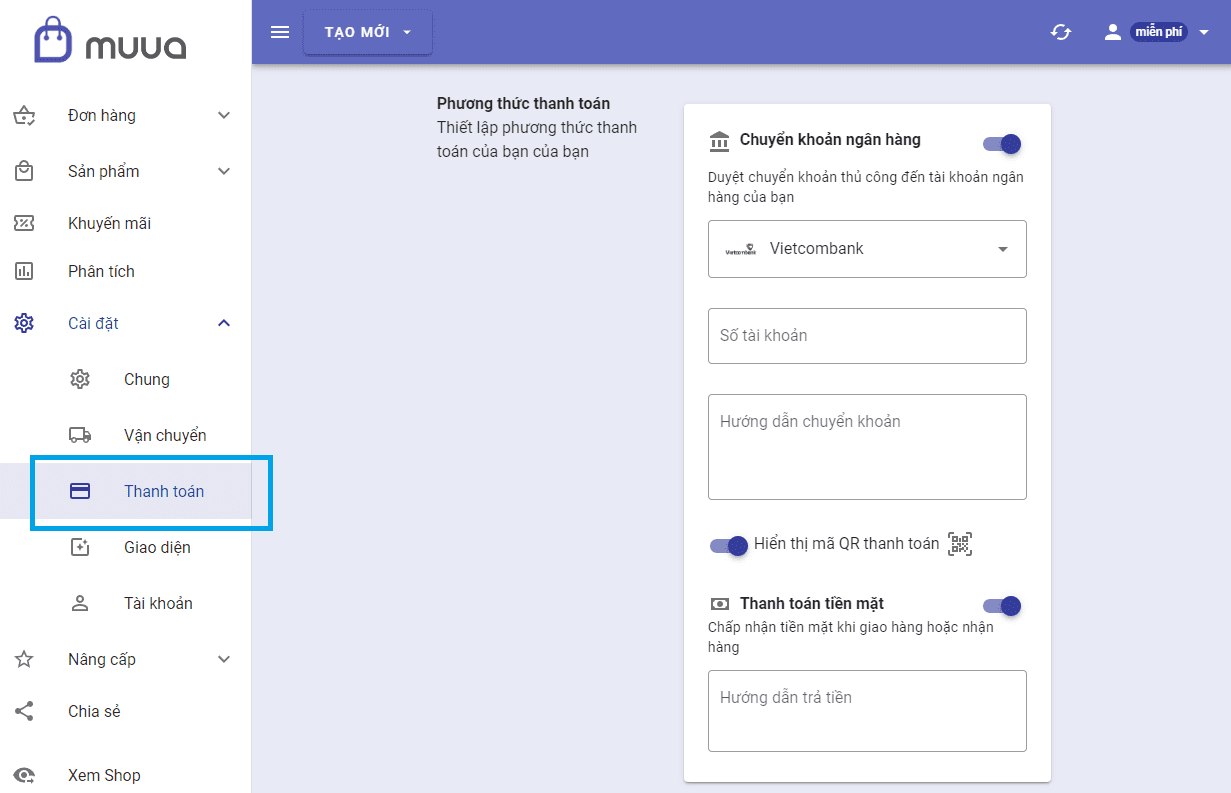 muua
TẠO MỚI
miễn phí
Đơn hàng
Sản phẩm
Khuyến mãi
Phân tích
Cài đặt
Chung
Vận chuyển
Thanh toán
Giao diện
Tài khoản
Nâng cấp
Chia sẻ
Xem Shop
Phương thức thanh toán
Thiết lập phương thức thanh
toán của bạn của bạn
Chuyển khoản ngân hàng
Duyệt chuyển khoản thủ công đến tài khoản ngân
hàng của bạn
Vietcombank Vietcombank
Số tài khoản
Hướng dẫn chuyển khoản
Hiển thị mã QR thanh toán
Thanh toán tiền mặt
Chấp nhận tiền mặt khi giao hàng hoặc nhận
hàng
Hướng dẫn trả tiền